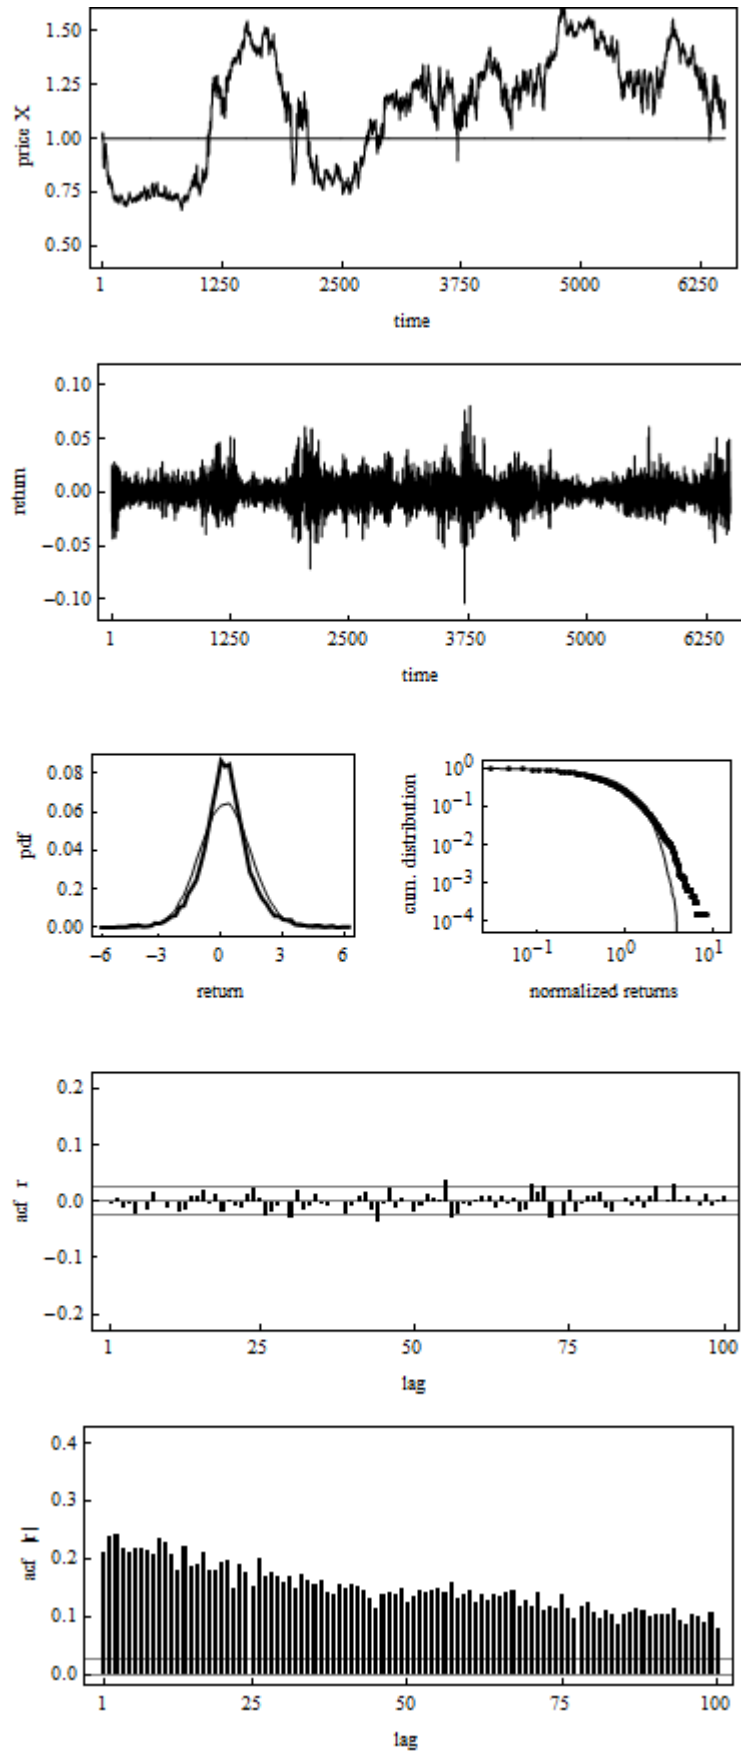 price X
1.50
1.25
1.00
0.75
0.50
1 1250 2500 3750 5000 6250
time
return
0.10
0.05
0.00
−0.05
−0.10
1 1250 2500 3750 5000 6250
time
pdf
0.08
0.06
0.04
0.2
0.00
−6 −3 0 3 6
return
cum. distribution
10^0
10^-1
10^-2
10^-3
10^-4
10^-1 10^0 10^1
normalized returns
acf r
0.2
0.1
0.0
−0.1
−0.2
1 25 50 75 100
lag
acf |r|
0.4
0.3
0.2
0.1
0.0
1 25 50 75 100
lag